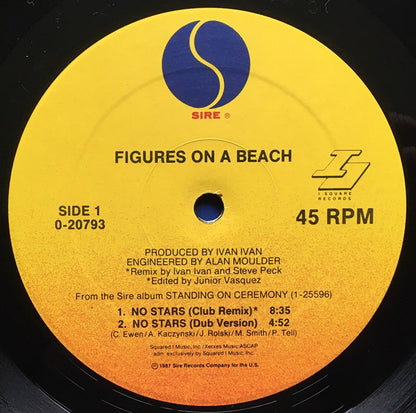 SIRE ®
FIGURES ON A BEACH
I SQUARE
RECORDS
SIDE 1
0-20793
45 RPM
PRODUCED BY IVAN IVAN
ENGINEERED BY ALAN MOULDER
*Remix by Ivan Ivan and Steve Peck
*Edited by Junior Vasquez
From the Sire album STANDING ON CEREMONY (1-25596)
1. NO STARS (Club Remix)* 8:35
2. NO STARS (Dub Version) 4:52
(C. Ewen/A. Kaczynski/J. Rolski/M. Smith/P. Tell)
Squared I Music, Inc./Xerxes Music ASCAP
adm. exclusively by Squared I Music, Inc.
℗1987 Sire Records Company for the U.S.